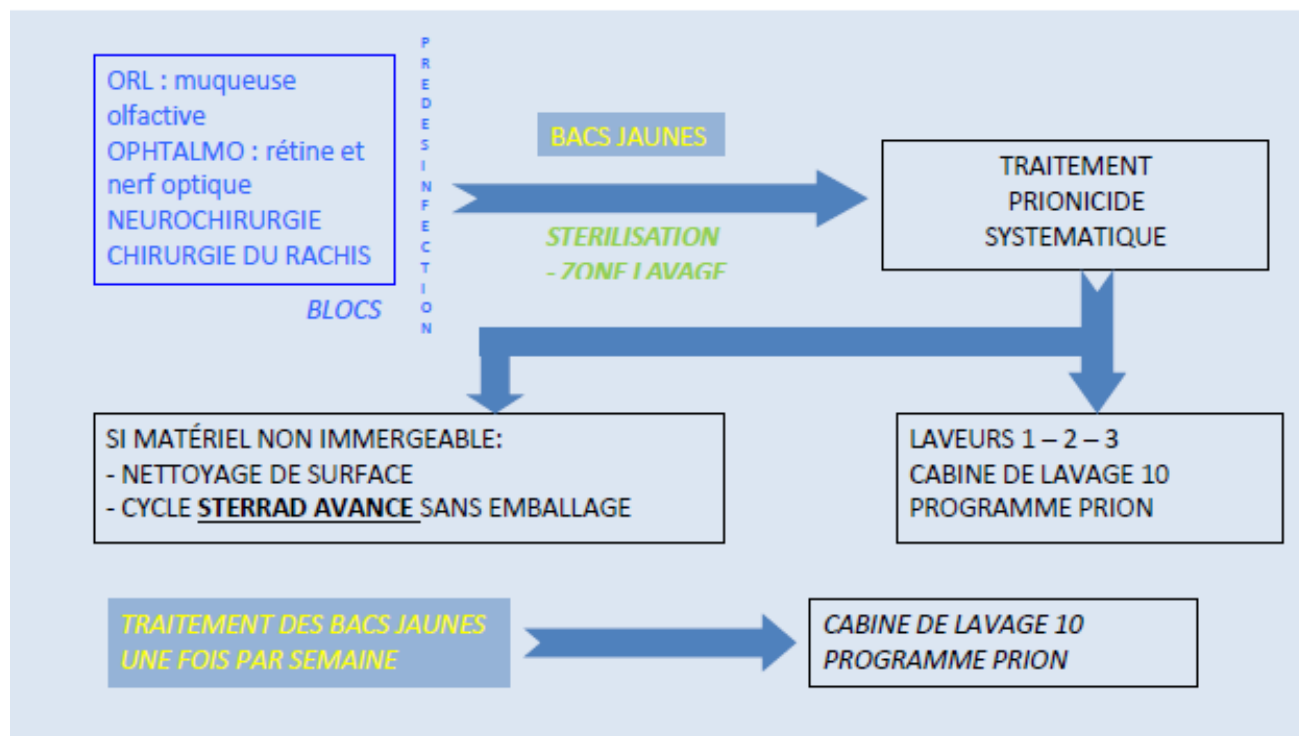 ORL : muqueuse
olfactive
OPHTALMO : rétine et
nerf optique
NEUROCHIRURGIE
CHIRURGIE DU RACHIS
BLOCS
PREDESINFECTION
BACS JAUNES
STERILISATION
- ZONE LAVAGE
TRAITEMENT
PRIONICIDE
SYSTEMATIQUE
SI MATÉRIEL NON IMMERGEABLE:
- NETTOYAGE DE SURFACE
- CYCLE STERRAD AVANCE SANS EMBALLAGE
LAVEURS 1 – 2 – 3
CABINE DE LAVAGE 10
PROGRAMME PRION
TRAITEMENT DES BACS JAUNES
UNE FOIS PAR SEMAINE
CABINE DE LAVAGE 10
PROGRAMME PRION